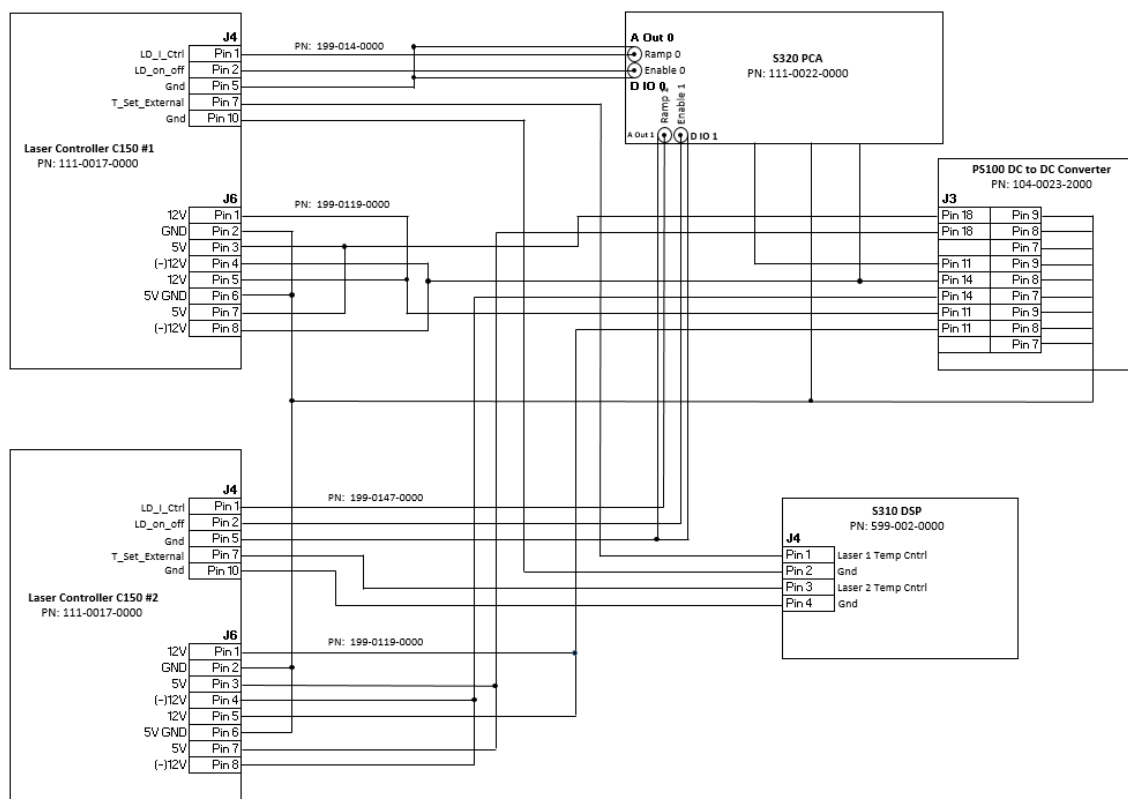 J4
LD_I_Ctrl Pin 1
LD_on_off Pin 2
Gnd Pin 5
T_Set_External Pin 7
Gnd Pin 10
PN: 199-014-0000
Laser Controller C150 #1
PN: 111-0017-0000
J6
12V Pin 1
GND Pin 2
5V Pin 3
(-)12V Pin 4
12V Pin 5
5V GND Pin 6
5V Pin 7
(-)12V Pin 8
PN: 199-0119-0000
A Out 0
Ramp 0
Enable 0
D IO 0
Ramp 2
Enable 1
A Out 1
D IO 1
S320 PCA
PN: 111-0022-0000
PS100 DC to DC Converter
PN: 104-0023-2000
J3
Pin 18 Pin 9
Pin 18 Pin 8
Pin 7
Pin 11 Pin 9
Pin 14 Pin 8
Pin 14 Pin 7
Pin 11 Pin 9
Pin 11 Pin 8
Pin 7
J4
LD_I_Ctrl Pin 1
LD_on_off Pin 2
Gnd Pin 5
T_Set_External Pin 7
Gnd Pin 10
PN: 199-0147-0000
Laser Controller C150 #2
PN: 111-0017-0000
J6
12V Pin 1
GND Pin 2
5V Pin 3
(-)12V Pin 4
12V Pin 5
5V GND Pin 6
5V Pin 7
(-)12V Pin 8
PN: 199-0119-0000
S310 DSP
PN: 599-002-0000
J4
Pin 1 Laser 1 Temp Cntrl
Pin 2 Gnd
Pin 3 Laser 2 Temp Cntrl
Pin 4 Gnd